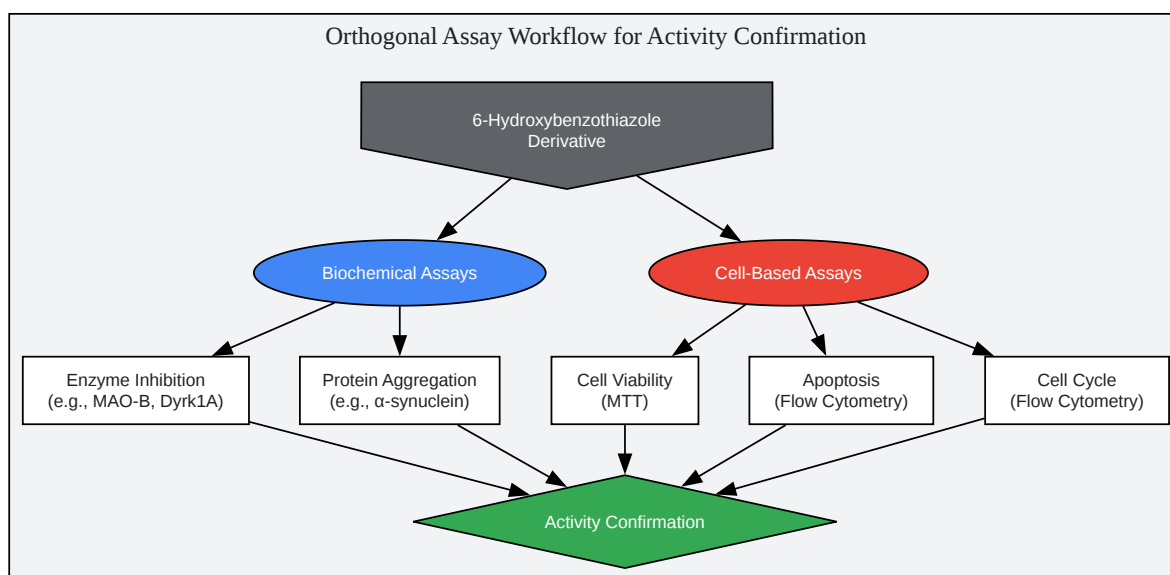 Orthogonal Assay Workflow for Activity Confirmation
6-Hydroxybenzothiazole
Derivative
Biochemical Assays
Cell-Based Assays
Enzyme Inhibition
(e.g., MAO-B, Dyrk1A)
Protein Aggregation
(e.g., α-synuclein)
Cell Viability
(MTT)
Apoptosis
(Flow Cytometry)
Cell Cycle
(Flow Cytometry)
Activity Confirmation